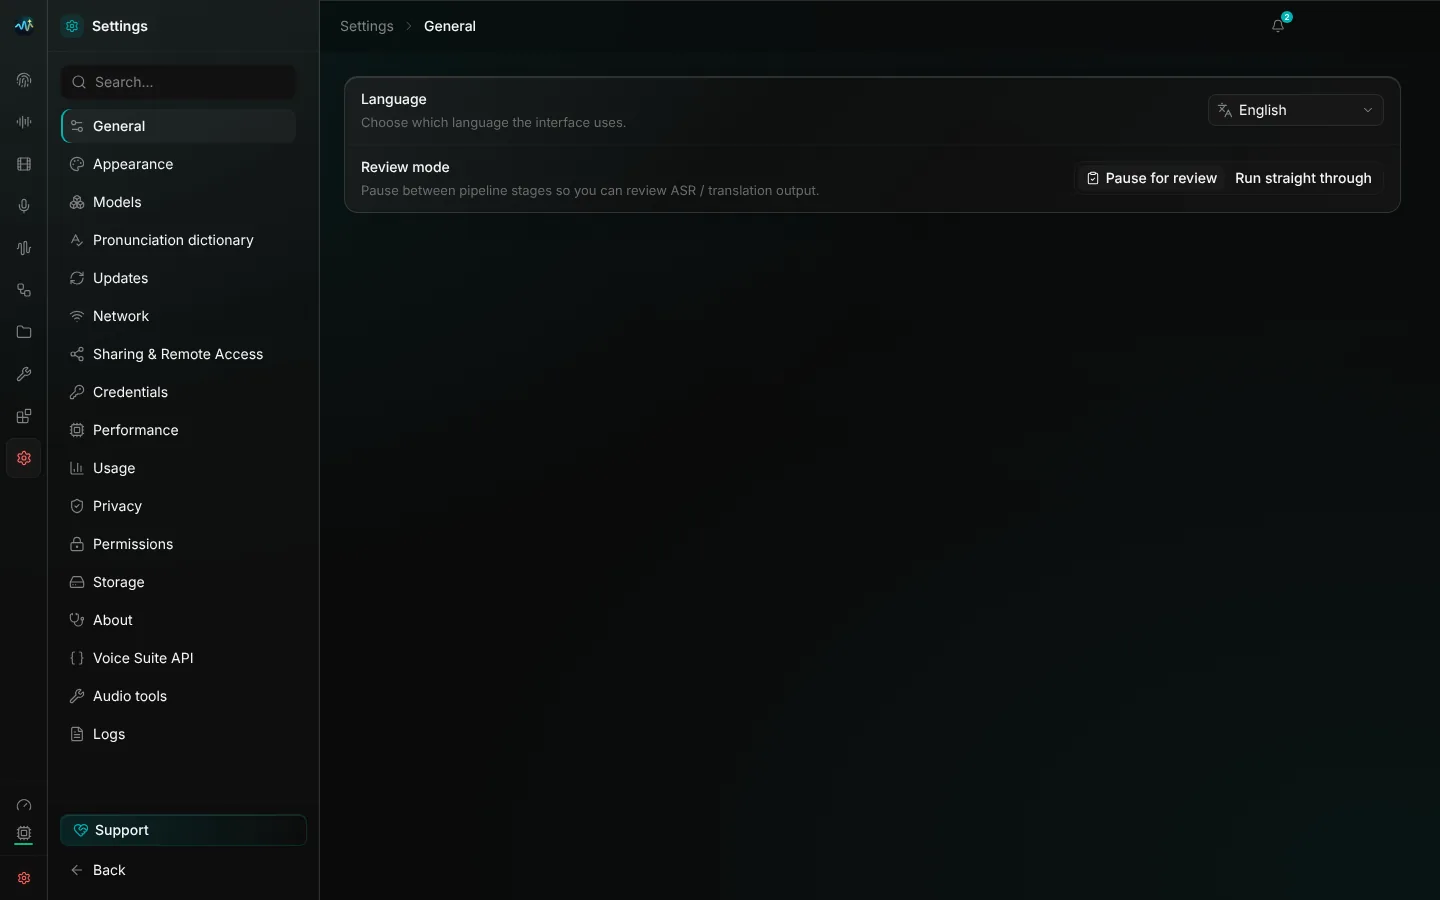 Settings
Search...
General
Appearance
Models
Pronunciation dictionary
Updates
Network
Sharing & Remote Access
Credentials
Performance
Usage
Privacy
Permissions
Storage
About
Voice Suite API
Audio tools
Logs
Support
Back
Settings > General
2
Language
Choose which language the interface uses.
English
Review mode
Pause between pipeline stages so you can review ASR / translation output.
Pause for review
Run straight through